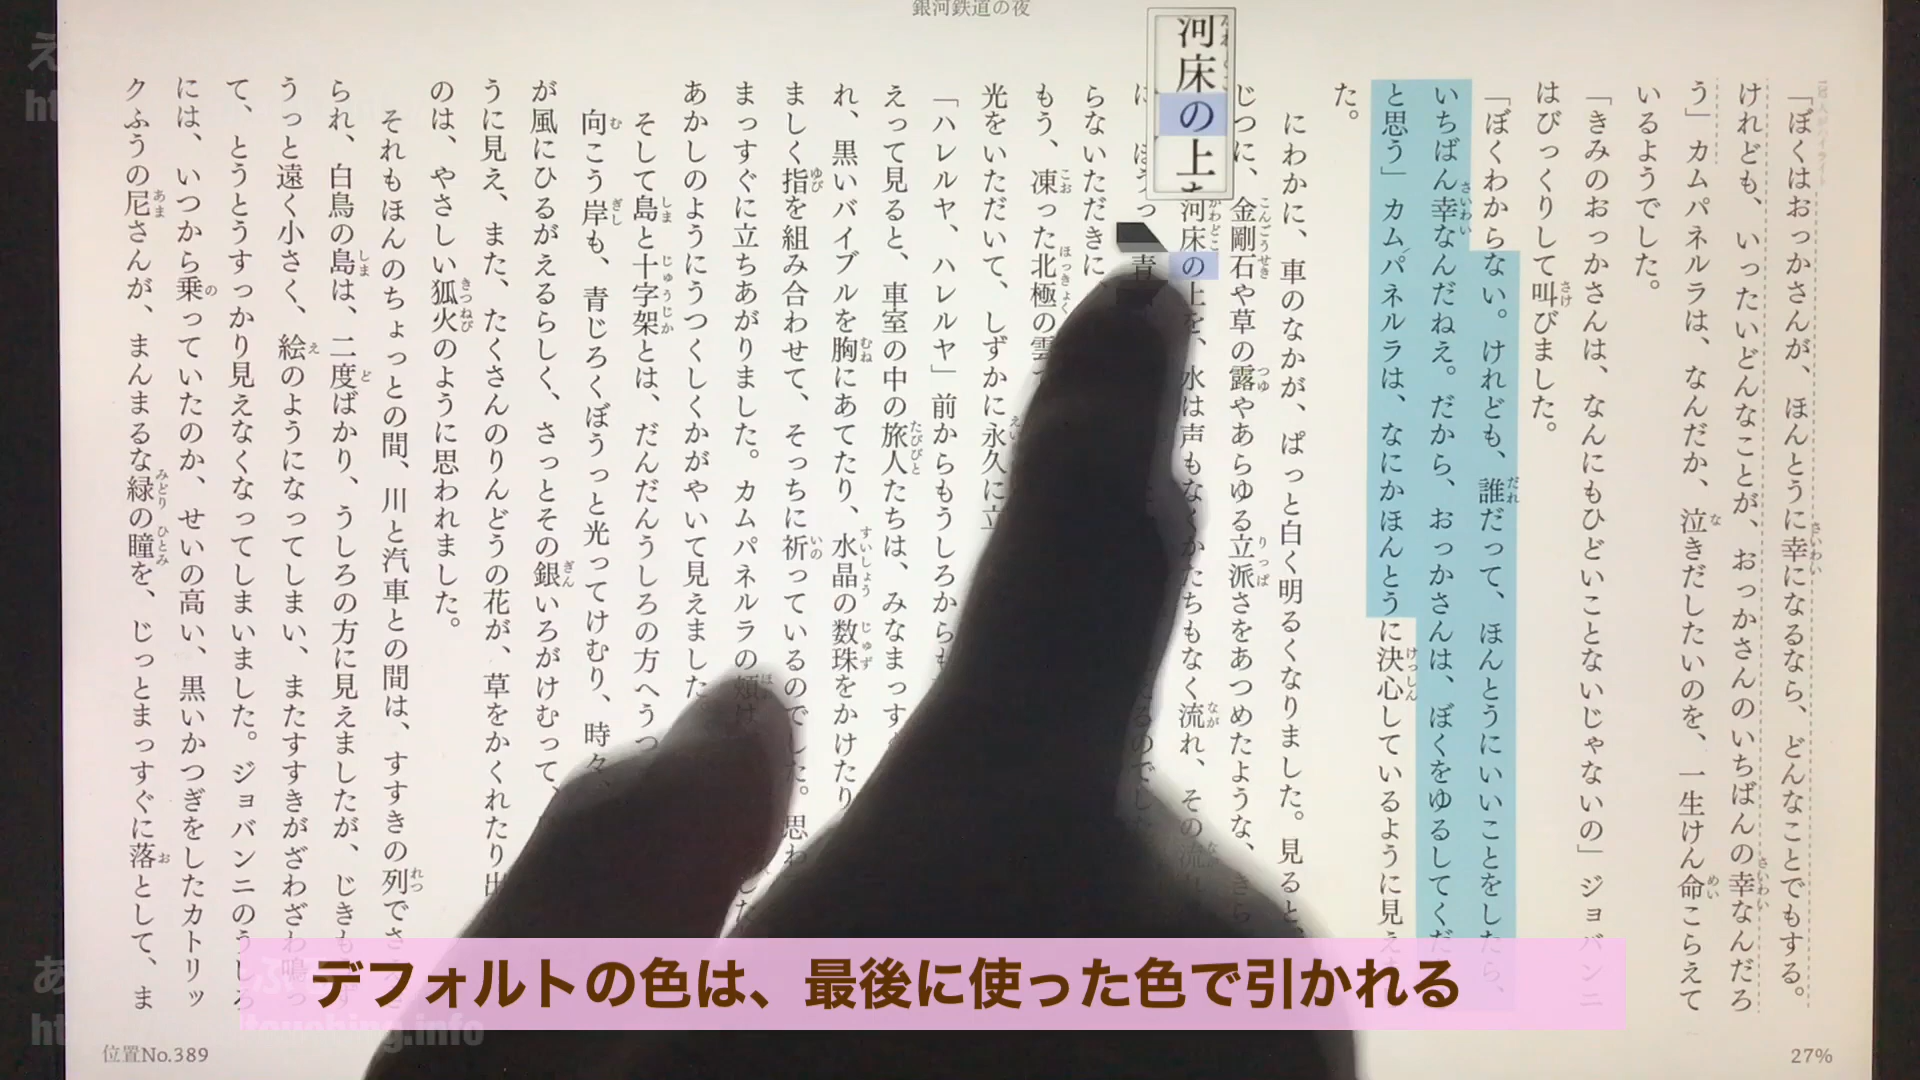 銀河鉄道の夜
「ぼくはおっかさんが、ほんとうに幸になるなら、どんなことでもする。
けれども、いったいどんなことが、おっかさんのいちばんの幸なんだろ
う」カムパネルラは、なんだか、泣きだしたいのを、一生けん命こらえて
いるようでした。
「きみのおっかさんは、なんにもひどいことないじゃないの」ジョバンニ
はびっくりして叫びました。
「ぼくわからない。けれども、誰だって、ほんとうにいいことをしたら、
いちばん幸なんだねえ。だから、おっかさんは、ぼくをゆるしてくだ
と思う」カムパネルラは、なにかほんとうに決心しているように見え
た。
にわかに、車のなかが、ぱっと白く明るくなりました。見ると、
じつに、金剛石や草の露やあらゆる立派さをあつめたような、きら
河床の上を、水は声もなくかたちもなく流れ、その流れ
河床の上
青
るのでした
らないただきに、
もう、凍った北極の雲
光をいただいて、しずかに永久に立
「ハレルヤ、ハレルヤ」前からもうしろからも
えって見ると、車室の中の旅人たちは、みなまっす
れ、黒いバイブルを胸にあてたり、水晶の数珠をかけたり
ましく指を組み合わせて、そっちに祈っているのでした。思わ
まっすぐに立ちあがりました。カムパネルラの頬は
あかしのようにうつくしくかがやいて見えました。
そして島と十字架とは、だんだんうしろの方へうつ
向こう岸も、青じろくぼうっと光ってけむり、時々、
が風にひるがえるらしく、さっとその銀いろがけむって、
うに見え、また、たくさんのりんどうの花が、草をかくれたり出
のは、やさしい狐火のように思われました。
それもほんのちょっとの間、川と汽車との間は、すすきの列でさ
られ、白鳥の島は、二度ばかり、うしろの方に見えましたが、じきも
うっと遠く小さく、絵のようになってしまい、またすすきがざわざわ鳴っ
て、とうとうすっかり見えなくなってしまいました。ジョバンニのうしろ
には、いつから乗っていたのか、せいの高い、黒いかつぎをしたカトリッ
クふうの尼さんが、まんまるな緑の瞳を、じっとまっすぐに落として、ま
デフォルトの色は、最後に使った色で引かれる
位置No.389
27%